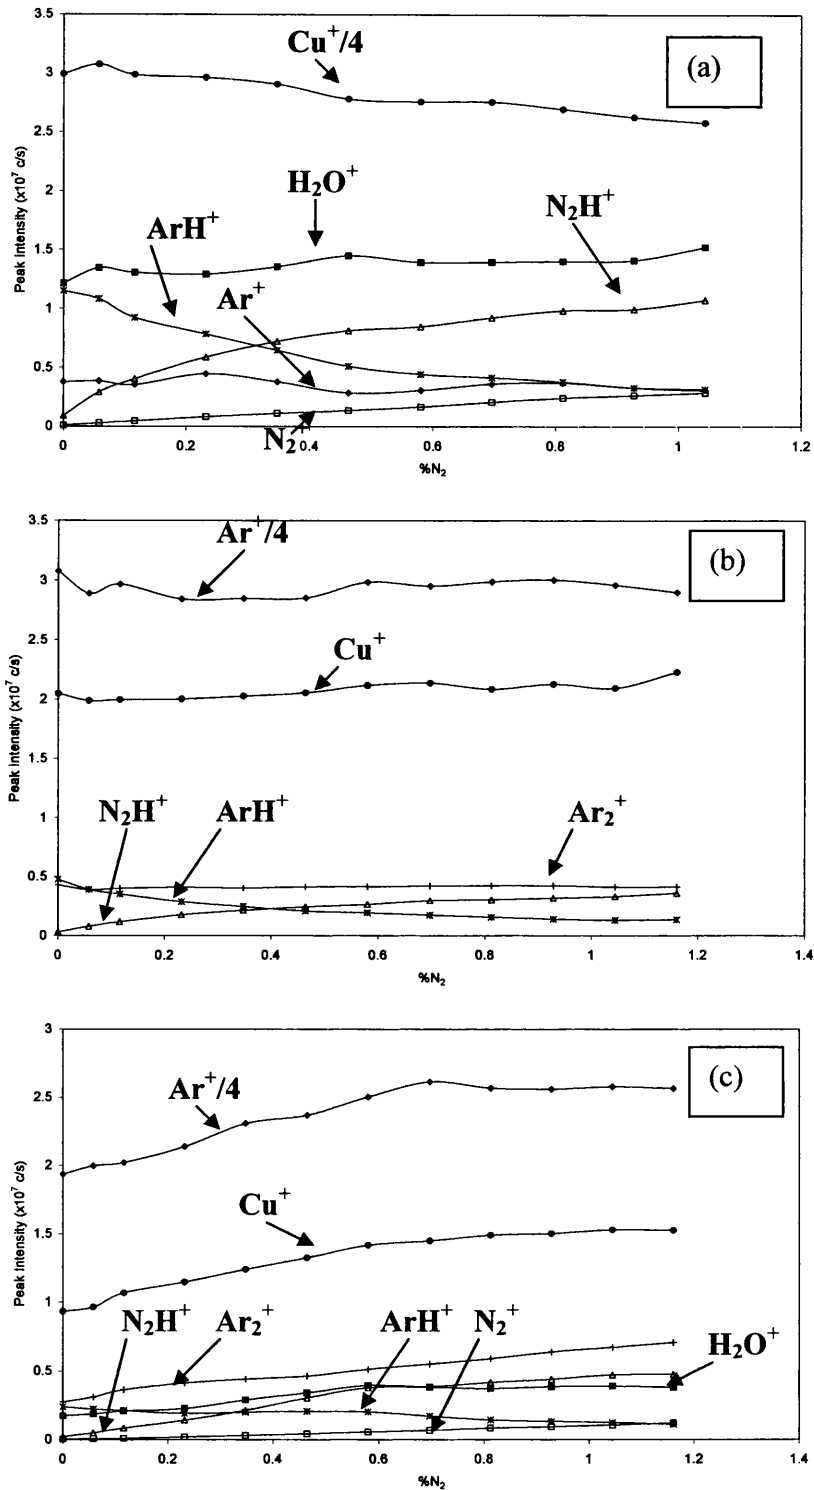 3.5
Cu+/4
(a)
3
2.5
Peak Intensity (x10⁷ c/s)
2
H₂O⁺
N₂H⁺
ArH⁺
1.5
Ar⁺
1
0.5
N₂⁺
0
0 0.2 0.4 0.6 0.8 1 1.2
%N₂
3.5
Ar⁺/4
(b)
3
2.5
Cu⁺
Peak Intensity (x10⁷ c/s)
2
1.5
N₂H⁺ ArH⁺ Ar₂⁺
1
0.5
0
0 0.2 0.4 0.6 0.8 1 1.2 1.4
%N₂
3
Ar⁺/4
(c)
2.5
2
Peak Intensity (x10⁷ c/s)
Cu⁺
1.5
1
N₂H⁺ Ar₂⁺ ArH⁺ N₂⁺
H₂O⁺
0.5
0
0 0.2 0.4 0.6 0.8 1 1.2 1.4
%N₂